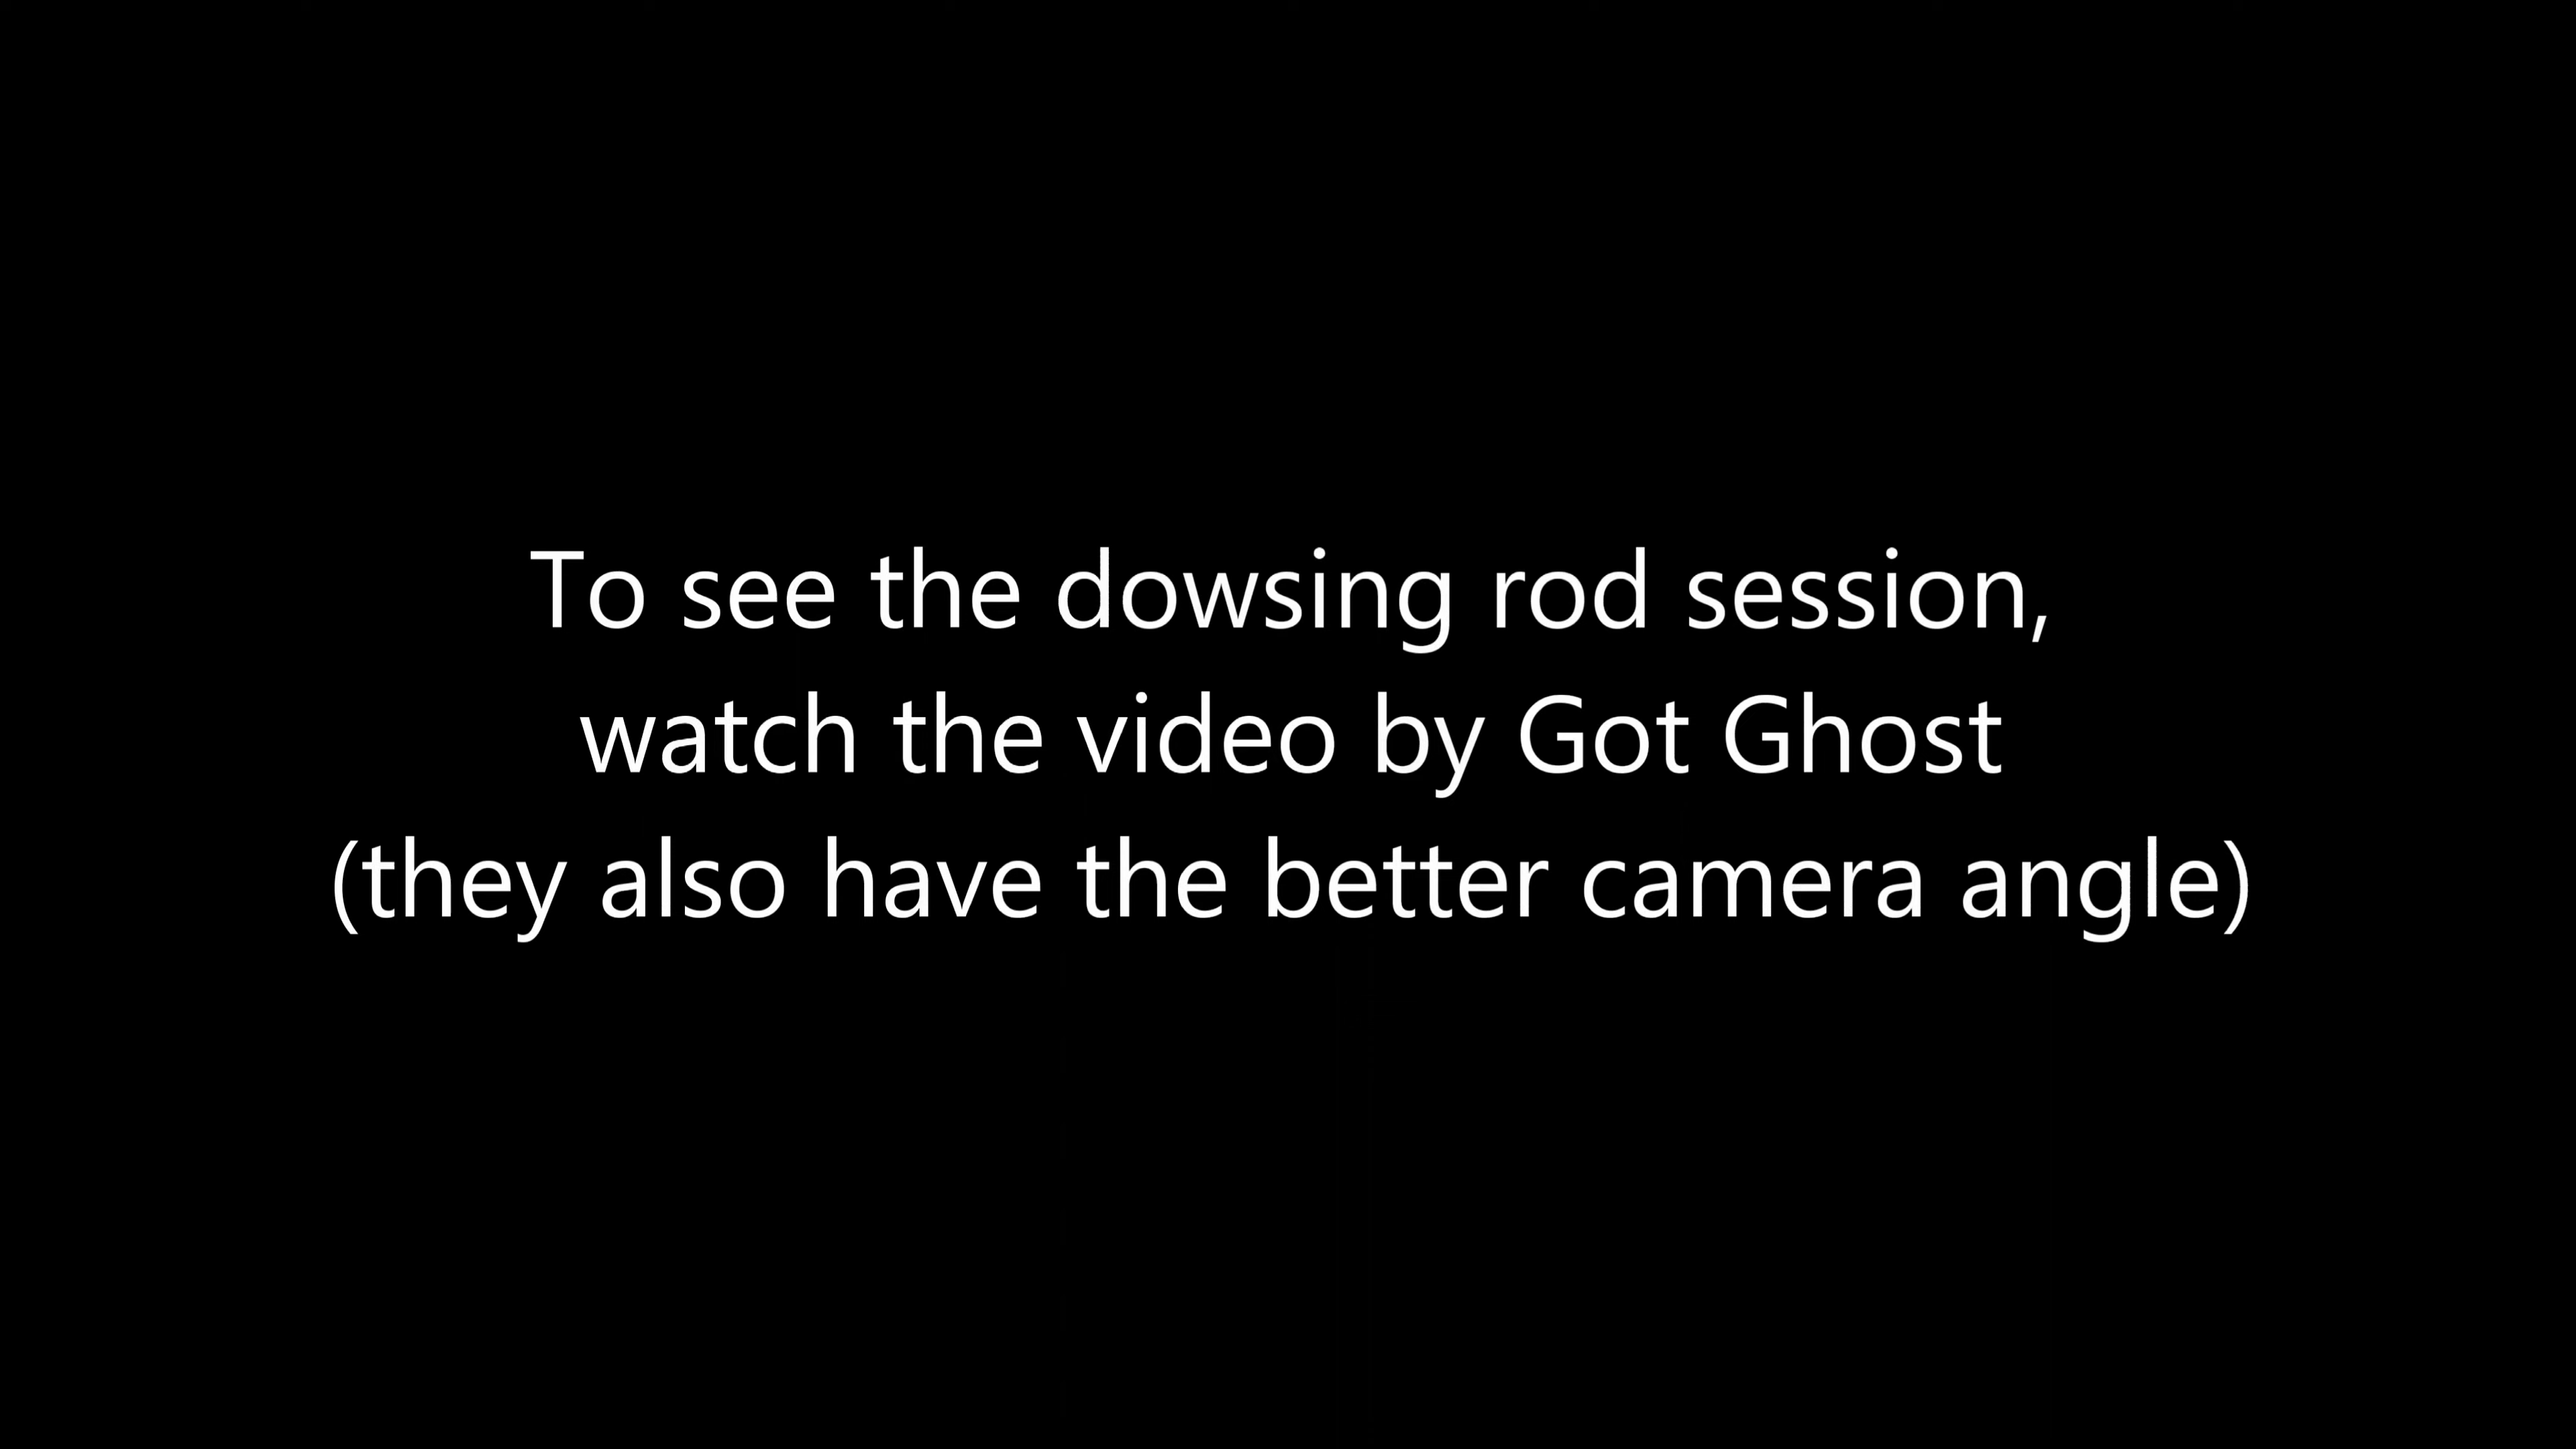 To see the dowsing rod session,
watch the video by Got Ghost
(they also have the better camera angle)